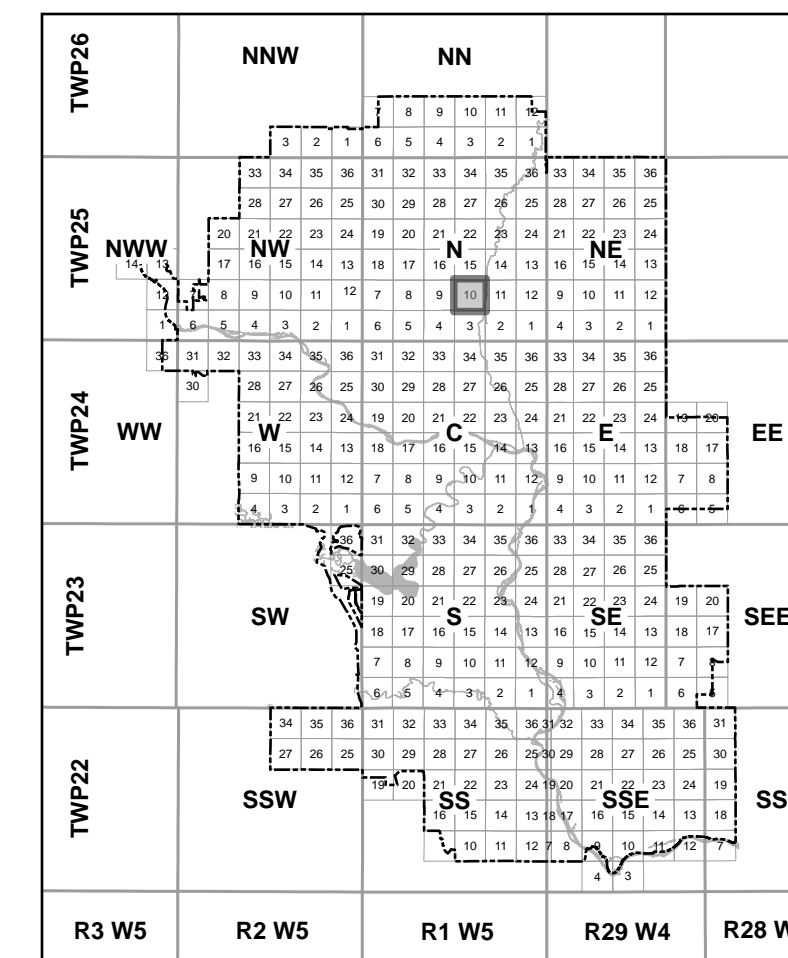 TWP26 NNW NN
7 8 9 10 11 12
3 2 1 6 5 4 3 2 1
33 34 35 36 31 32 33 34 35 36 33 34 35 36
28 27 26 25 30 29 28 27 26 25 28 27 26 25
20 21 22 23 24 19 20 21 22 23 24 21 22 23 24
TWP25 NWW NW N NE
14 13 17 16 15 14 13 18 17 16 15 14 13 16 15 14 13
12 7 8 9 10 11 12 7 8 9 10 11 12 9 10 11 12
1 6 5 4 3 2 1 6 5 4 3 2 1 4 3 2 1
36 31 32 33 34 35 36 31 32 33 34 35 36 33 34 35 36
30 28 27 26 25 30 29 28 27 26 25 28 27 26 25
21 22 23 24 19 20 21 22 23 24 21 22 23 24 19 20
TWP24 WW W C E EE
16 15 14 13 18 17 16 15 14 13 16 15 14 13 18 17
9 10 11 12 7 8 9 10 11 12 9 10 11 12 7 8
4 3 2 1 6 5 4 3 2 1 4 3 2 1 6 5
36 31 32 33 34 35 36 33 34 35 36
25 30 29 28 27 26 25 28 27 26 25
19 20 21 22 23 24 21 22 23 24 19 20
TWP23 SW S SE SEE
18 17 16 15 14 13 16 15 14 13 18 17
7 8 9 10 11 12 9 10 11 12 7 8
6 5 4 3 2 1 4 3 2 1 6
34 35 36 31 32 33 34 35 36 31 32 33 34 35 36 31
27 26 25 30 29 28 27 26 25 30 29 28 27 26 25 30
19 20 21 22 23 24 19 20 21 22 23 24 19
TWP22 SSW SS SSE SS
16 15 14 13 18 17 16 15 14 13 18
10 11 12 7 8 9 10 11 12 7
4 3
R3 W5 R2 W5 R1 W5 R29 W4 R28 W